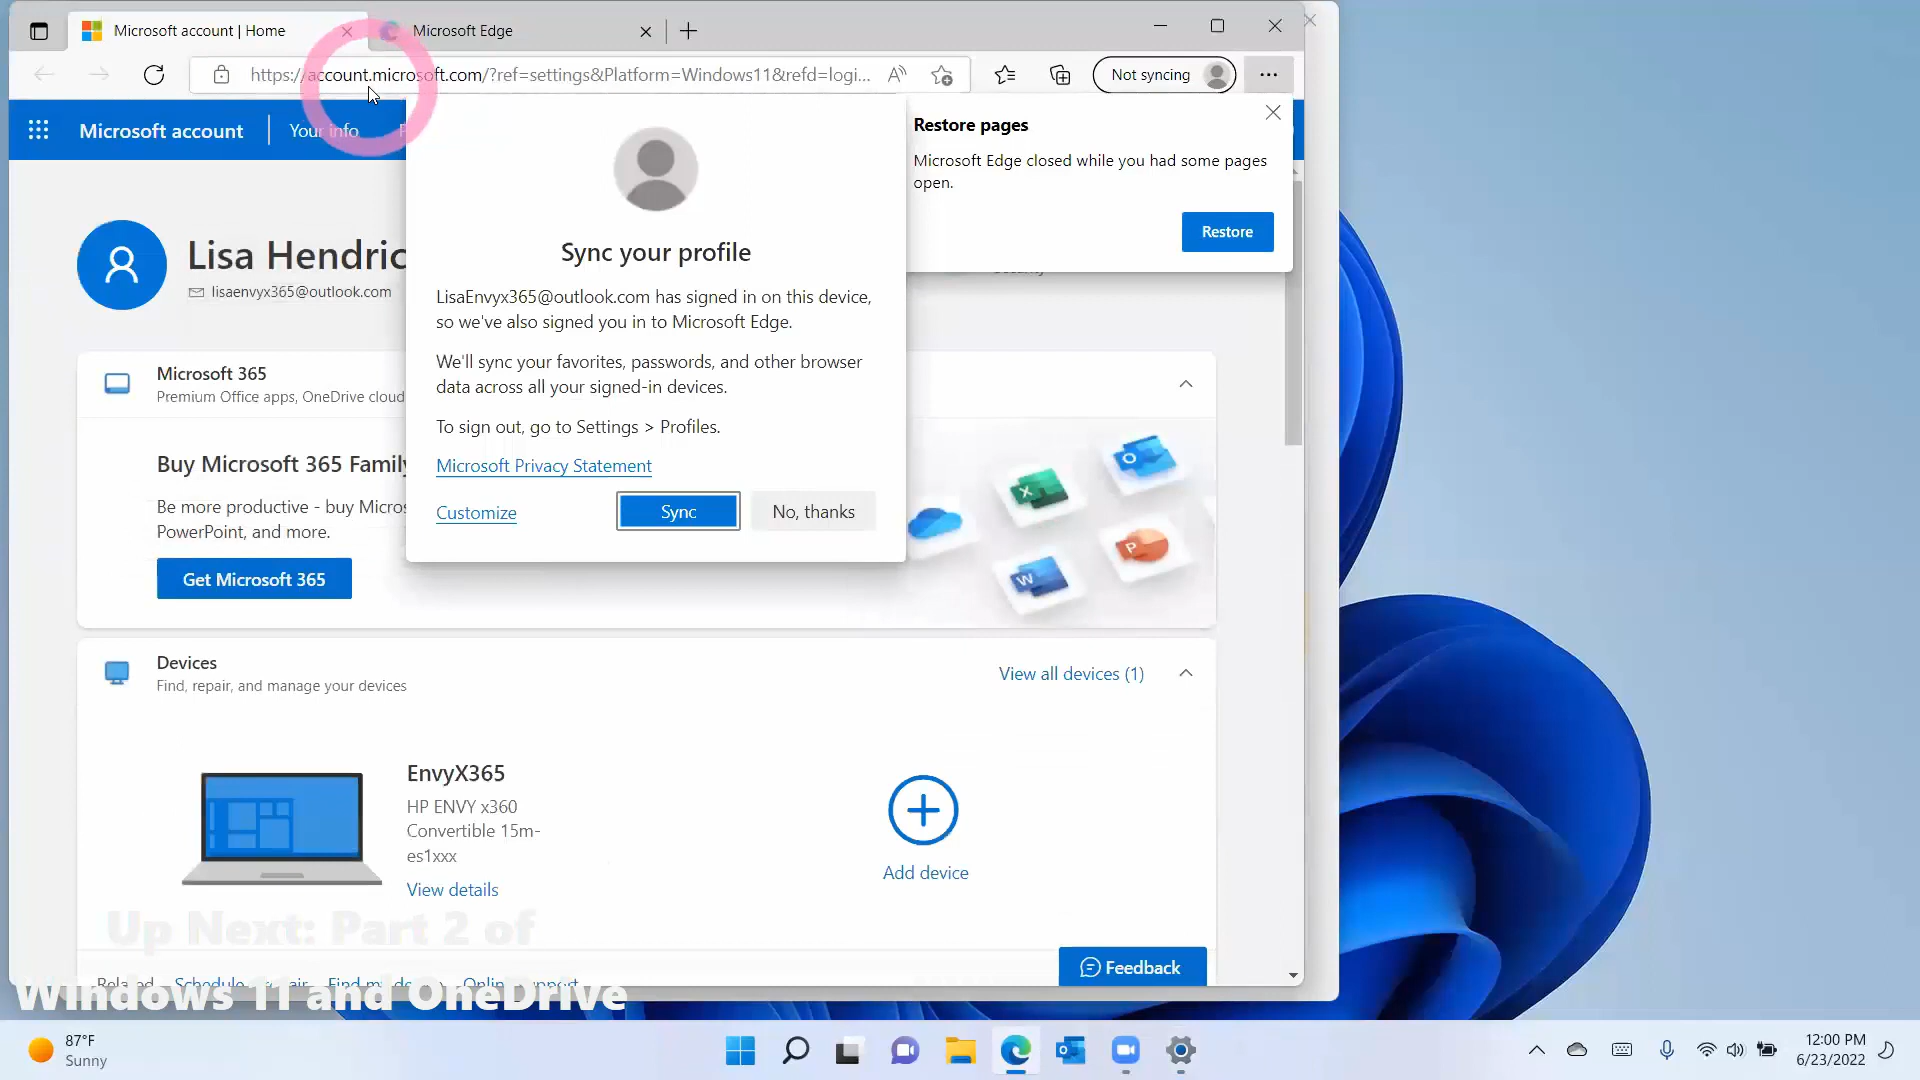 Microsoft account | Home
Microsoft Edge
https://account.microsoft.com/?ref=settings&Platform=Windows11&refd=logi...
Not syncing
Microsoft account
Your info
Restore pages
Microsoft Edge closed while you had some pages
open.
Restore
Sync your profile
LisaEnvyx365@outlook.com has signed in on this device,
so we've also signed you in to Microsoft Edge.
We'll sync your favorites, passwords, and other browser
data across all your signed-in devices.
To sign out, go to Settings > Profiles.
Microsoft Privacy Statement
Customize
Sync
No, thanks
Lisa Hendric
lisaenvyx365@outlook.com
Security
Microsoft 365
Premium Office apps, OneDrive cloud
Buy Microsoft 365 Family
Be more productive - buy Micros
PowerPoint, and more.
Get Microsoft 365
Devices
Find, repair, and manage your devices
View all devices (1)
EnvyX365
HP ENVY x360
Convertible 15m-
es1xxx
View details
Add device
Up Next: Part 2 of
Windows 11 and OneDrive
Related
Feedback
87°F
Sunny
12:00 PM
6/23/2022